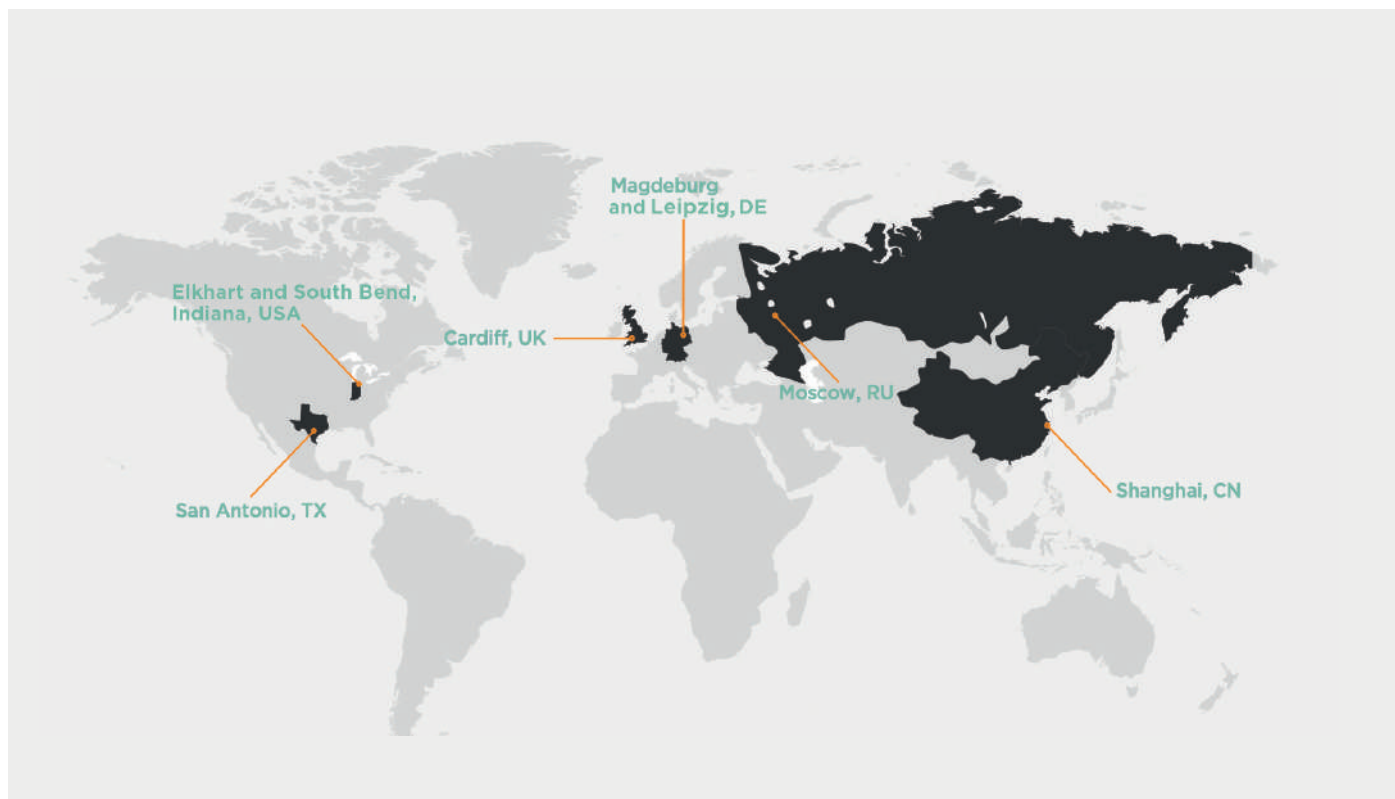 Magdeburg
and Leipzig, DE
Elkhart and South Bend,
Indiana, USA
Cardiff, UK
Moscow, RU
Shanghai, CN
San Antonio, TX